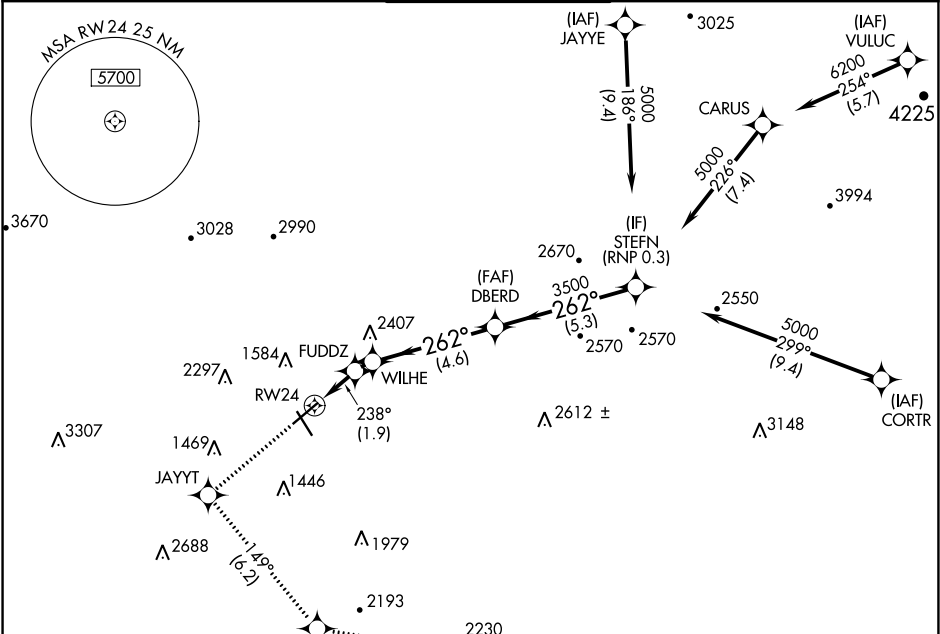 MSA RW24 25 NM
5700
(IAF)
JAYYE
3025
(IAF)
VULUC
6200
254°
(5.7)
4225
5000
186°
(9.4)
CARUS
5000
226°
(7.4)
3994
3670
3028
2990
(IF)
STEFN
(RNP 0.3)
2670
(FAF)
DBERD
3500
262°
(5.3)
2550
5000
299°
(9.4)
2570
2570
2407
262°
(4.6)
FUDDZ
1584
WILHE
2297
RW24
238°
(1.9)
(IAF)
CORTR
2612 ±
3148
3307
1469
JAYYT
1446
2688
149°
(6.2)
1979
2193
2230